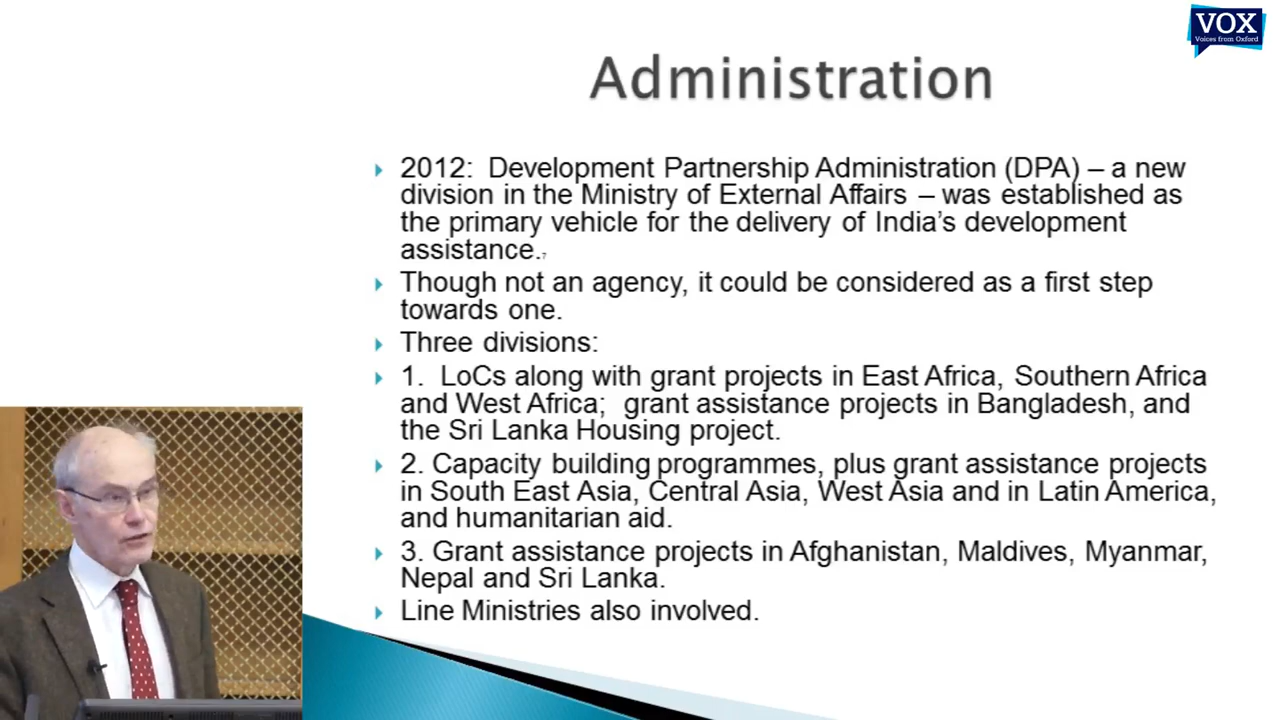 VOX
Voices from Oxford
Administration
2012: Development Partnership Administration (DPA) – a new
division in the Ministry of External Affairs – was established as
the primary vehicle for the delivery of India’s development
assistance.7
Though not an agency, it could be considered as a first step
towards one.
Three divisions:
1. LoCs along with grant projects in East Africa, Southern Africa
and West Africa; grant assistance projects in Bangladesh, and
the Sri Lanka Housing project.
2. Capacity building programmes, plus grant assistance projects
in South East Asia, Central Asia, West Asia and in Latin America,
and humanitarian aid.
3. Grant assistance projects in Afghanistan, Maldives, Myanmar,
Nepal and Sri Lanka.
Line Ministries also involved.